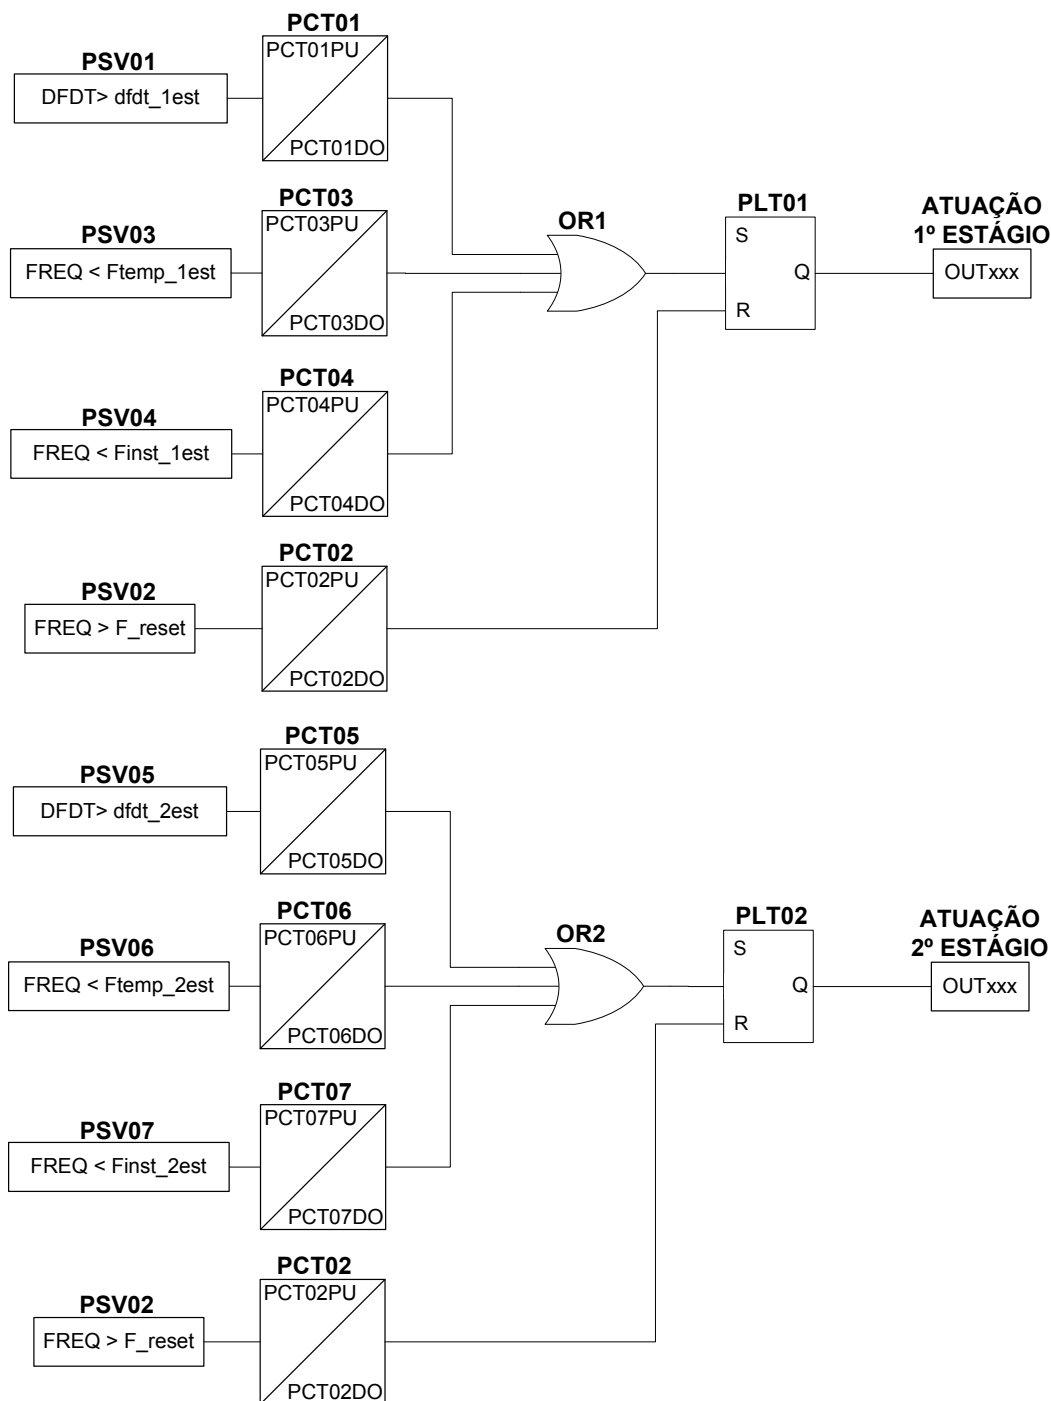 PCT01
PCT01PU
PSV01
DFDT> dfdt_1est
PCT01DO
PCT03
PCT03PU
PSV03
FREQ < Ftemp_1est
PCT03DO
OR1
PLT01
S
Q
R
ATUAÇÃO
1º ESTÁGIO
OUTxxx
PCT04
PCT04PU
PSV04
FREQ < Finst_1est
PCT04DO
PCT02
PCT02PU
PSV02
FREQ > F_reset
PCT02DO
PCT05
PCT05PU
PSV05
DFDT> dfdt_2est
PCT05DO
PCT06
PCT06PU
PSV06
FREQ < Ftemp_2est
PCT06DO
OR2
PLT02
S
Q
R
ATUAÇÃO
2º ESTÁGIO
OUTxxx
PCT07
PCT07PU
PSV07
FREQ < Finst_2est
PCT07DO
PCT02
PCT02PU
PSV02
FREQ > F_reset
PCT02DO